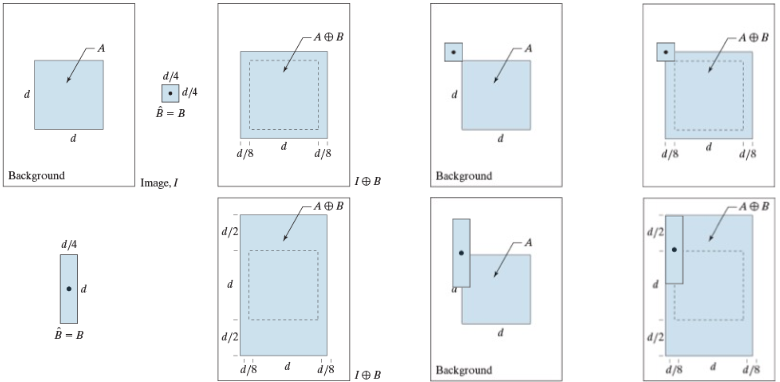 A
d
d
Background
Image, I
d/4
d/4
B̂ = B
A ⊕ B
d/8
d
d/8
I ⊕ B
A
d
d
Background
A ⊕ B
d/8
d
d/8
d/4
d
B̂ = B
A ⊕ B
d/2
d
d/2
d/8
d
d/8
I ⊕ B
A
d
d
Background
A ⊕ B
d/2
d
d/2
d/8
d
d/8